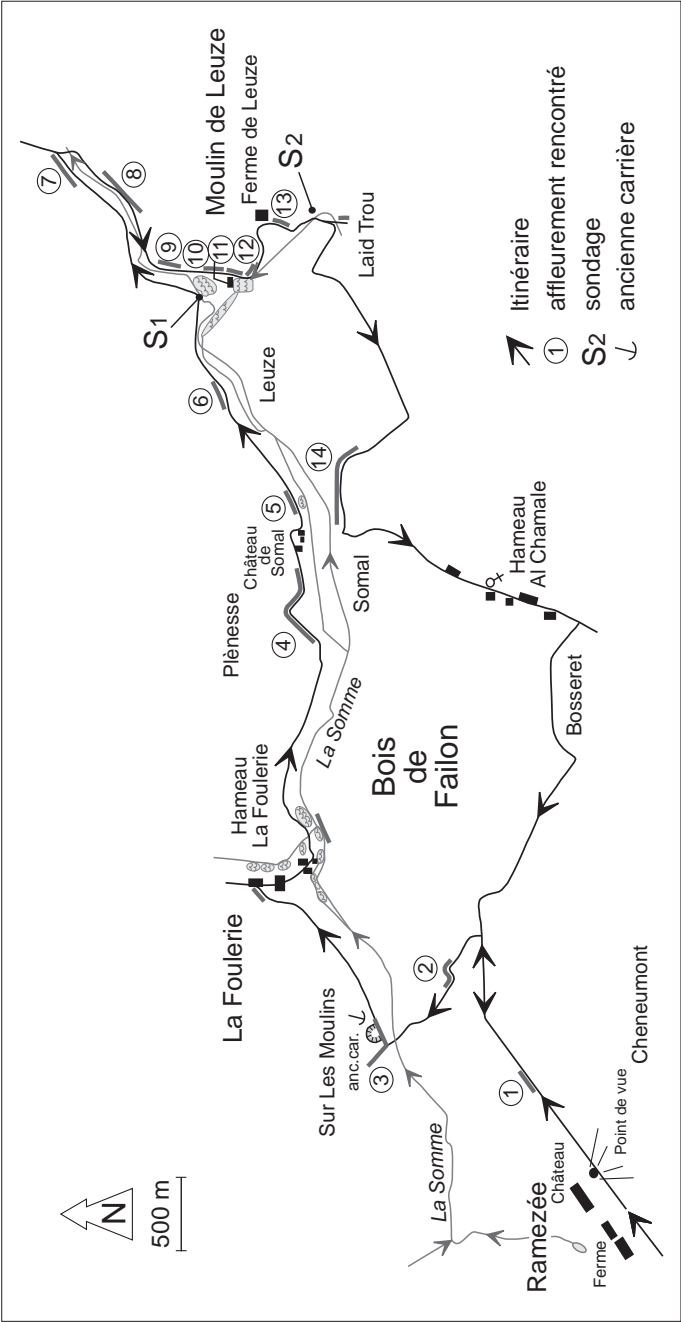 N
500 m
La Foulerie
Hameau
La Foulerie
Sur Les Moulins
anc.car.
3
2
La Somme
Ramezée
Château
Ferme
Point de vue
Cheneumont
1
Bois
de
Failon
La Somme
Plènesse
4
Château
de
Somal
5
Somal
6
Leuze
S1
7
8
9
10
11
12
Moulin de Leuze
Ferme de Leuze
13
S2
Laid Trou
14
Hameau
Al Chamale
Bosseret
Itinéraire
1 affleurement rencontré
S2 sondage
ancienne carrière